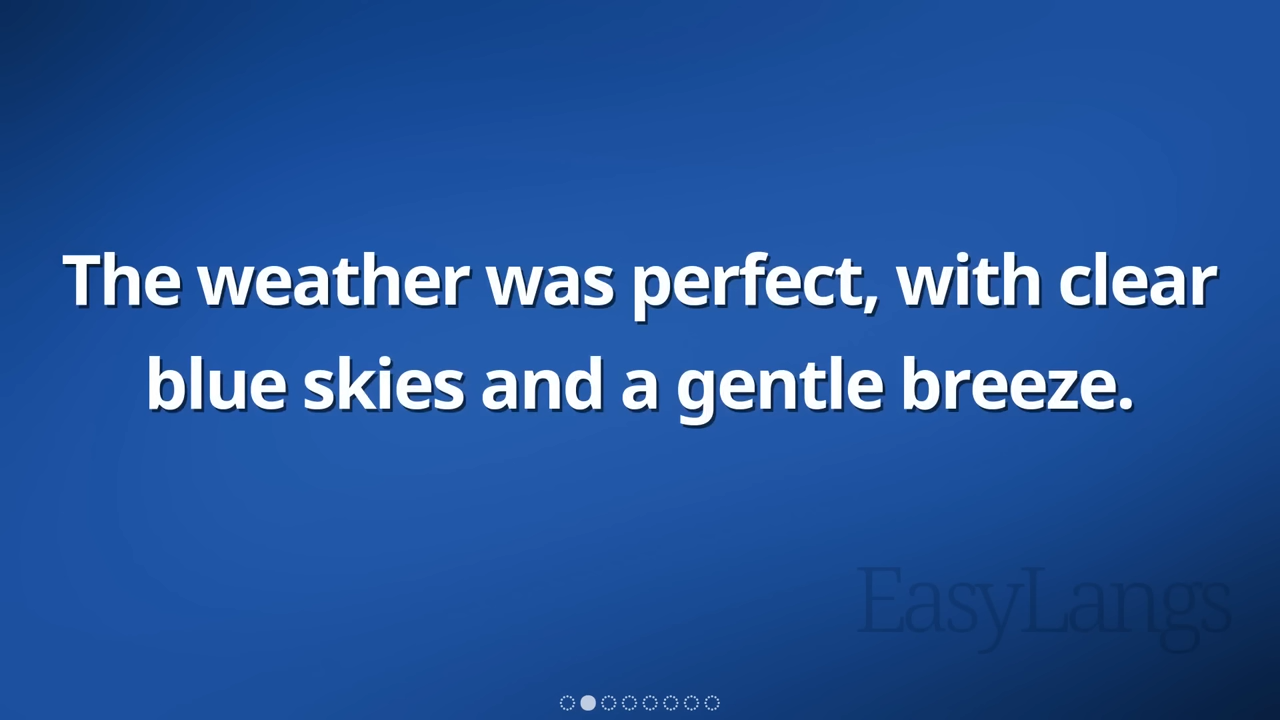 The weather was perfect, with clear
blue skies and a gentle breeze.
EasyLangs